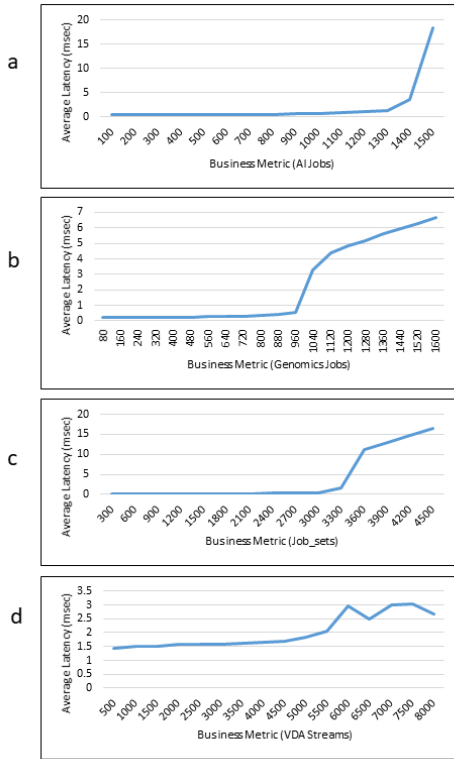 a
Average Latency (msec)
20
15
10
5
0
100 200 300 400 500 600 700 800 900 1000 1100 1200 1300 1400 1500
Business Metric (AI Jobs)
b
Average Latency (msec)
7
6
5
4
3
2
1
0
80 160 240 320 400 480 560 640 720 800 880 960 1040 1120 1200 1280 1360 1440 1520 1600
Business Metric (Genomics Jobs)
c
Average Latency (msec)
20
15
10
5
0
300 600 900 1200 1500 1800 2100 2400 2700 3000 3300 3600 3900 4200 4500
Business Metric (Job_sets)
d
Average Latency (msec)
3.5
3
2.5
2
1.5
1
0.5
0
500 1000 1500 2000 2500 3000 3500 4000 4500 5000 5500 6000 6500 7000 7500 8000
Business Metric (VDA Streams)